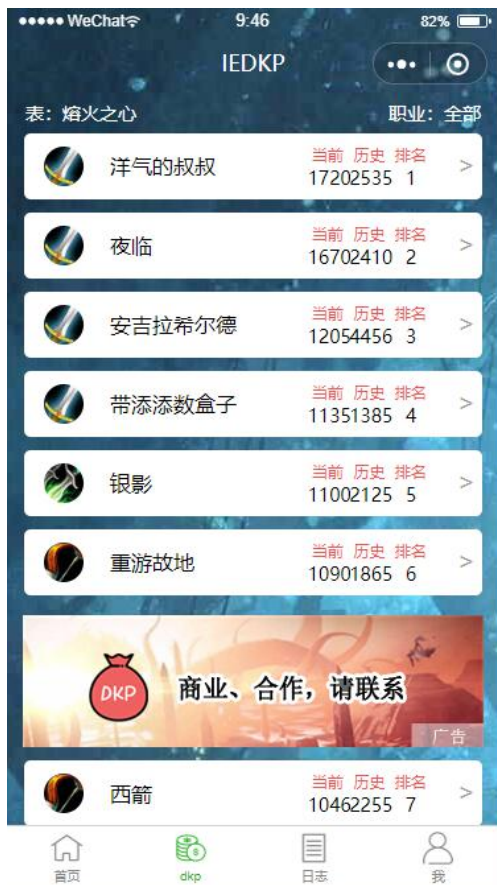 WeChat 9:46 82%
IEDKP
表：熔火之心 职业：全部
洋气的叔叔
当前 历史 排名
17202535 1
夜临
当前 历史 排名
16702410 2
安吉拉希尔德
当前 历史 排名
12054456 3
带添添数盒子
当前 历史 排名
11351385 4
银影
当前 历史 排名
11002125 5
重游故地
当前 历史 排名
10901865 6
DKP
商业、合作，请联系
广告
西箭
当前 历史 排名
10462255 7
首页 dkp 日志 我